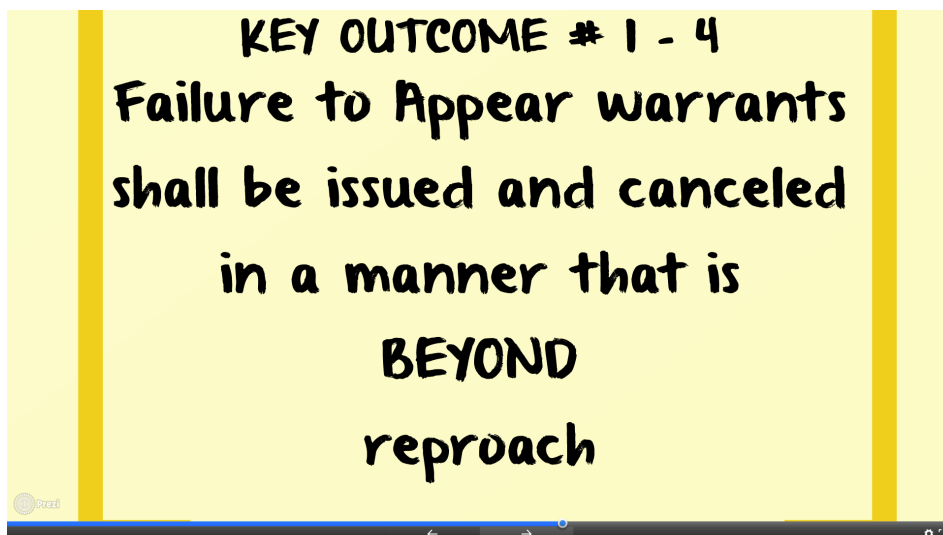 KEY OUTCOME # 1 - 4
Failure to Appear warrants
shall be issued and canceled
in a manner that is
BEYOND
reproach
Prezi